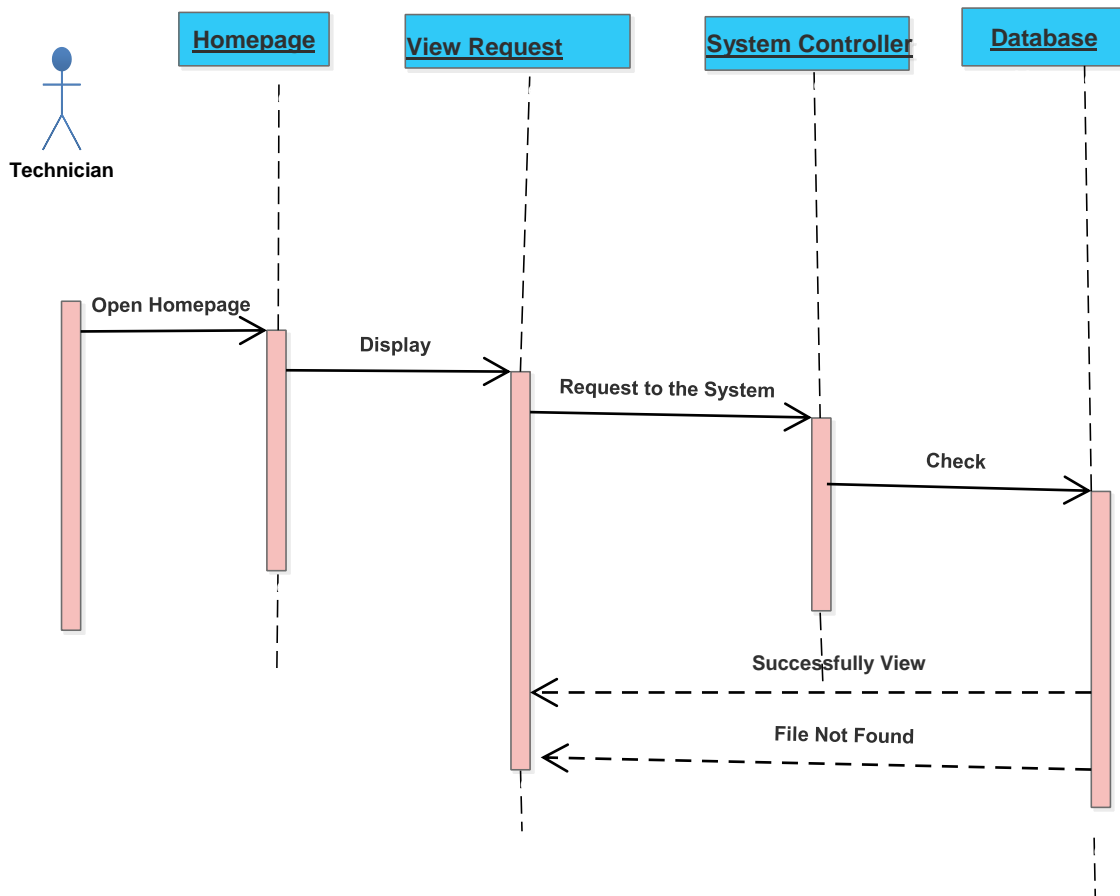 Homepage
View Request
System Controller
Database
Technician
Open Homepage
Display
Request to the System
Check
Successfully View
File Not Found